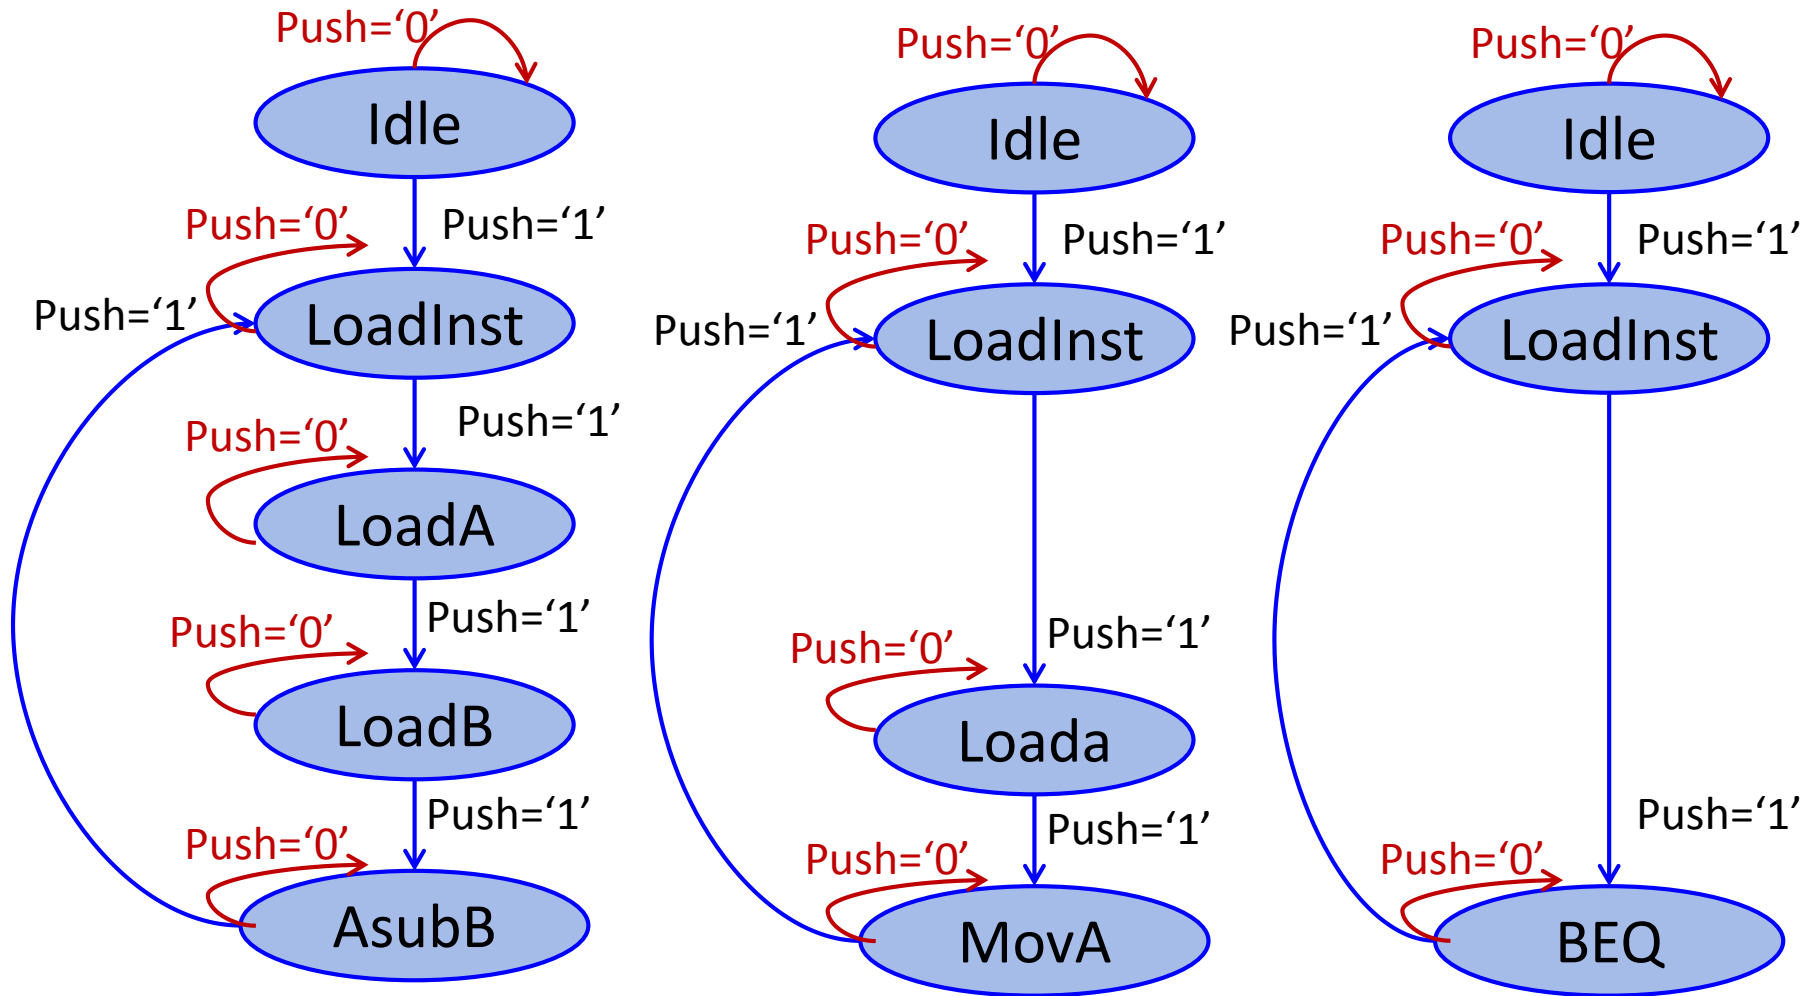 Push=‘0’
Idle
Push=‘0’
Push=‘1’
Push=‘1’
LoadInst
Push=‘0’
Push=‘1’
LoadA
Push=‘0’
Push=‘1’
LoadB
Push=‘0’
Push=‘1’
AsubB
Push=‘0’
Idle
Push=‘0’
Push=‘1’
Push=‘1’
LoadInst
Push=‘0’
Push=‘1’
Loada
Push=‘0’
Push=‘1’
MovA
Push=‘0’
Idle
Push=‘0’
Push=‘1’
Push=‘1’
LoadInst
Push=‘0’
Push=‘1’
BEQ